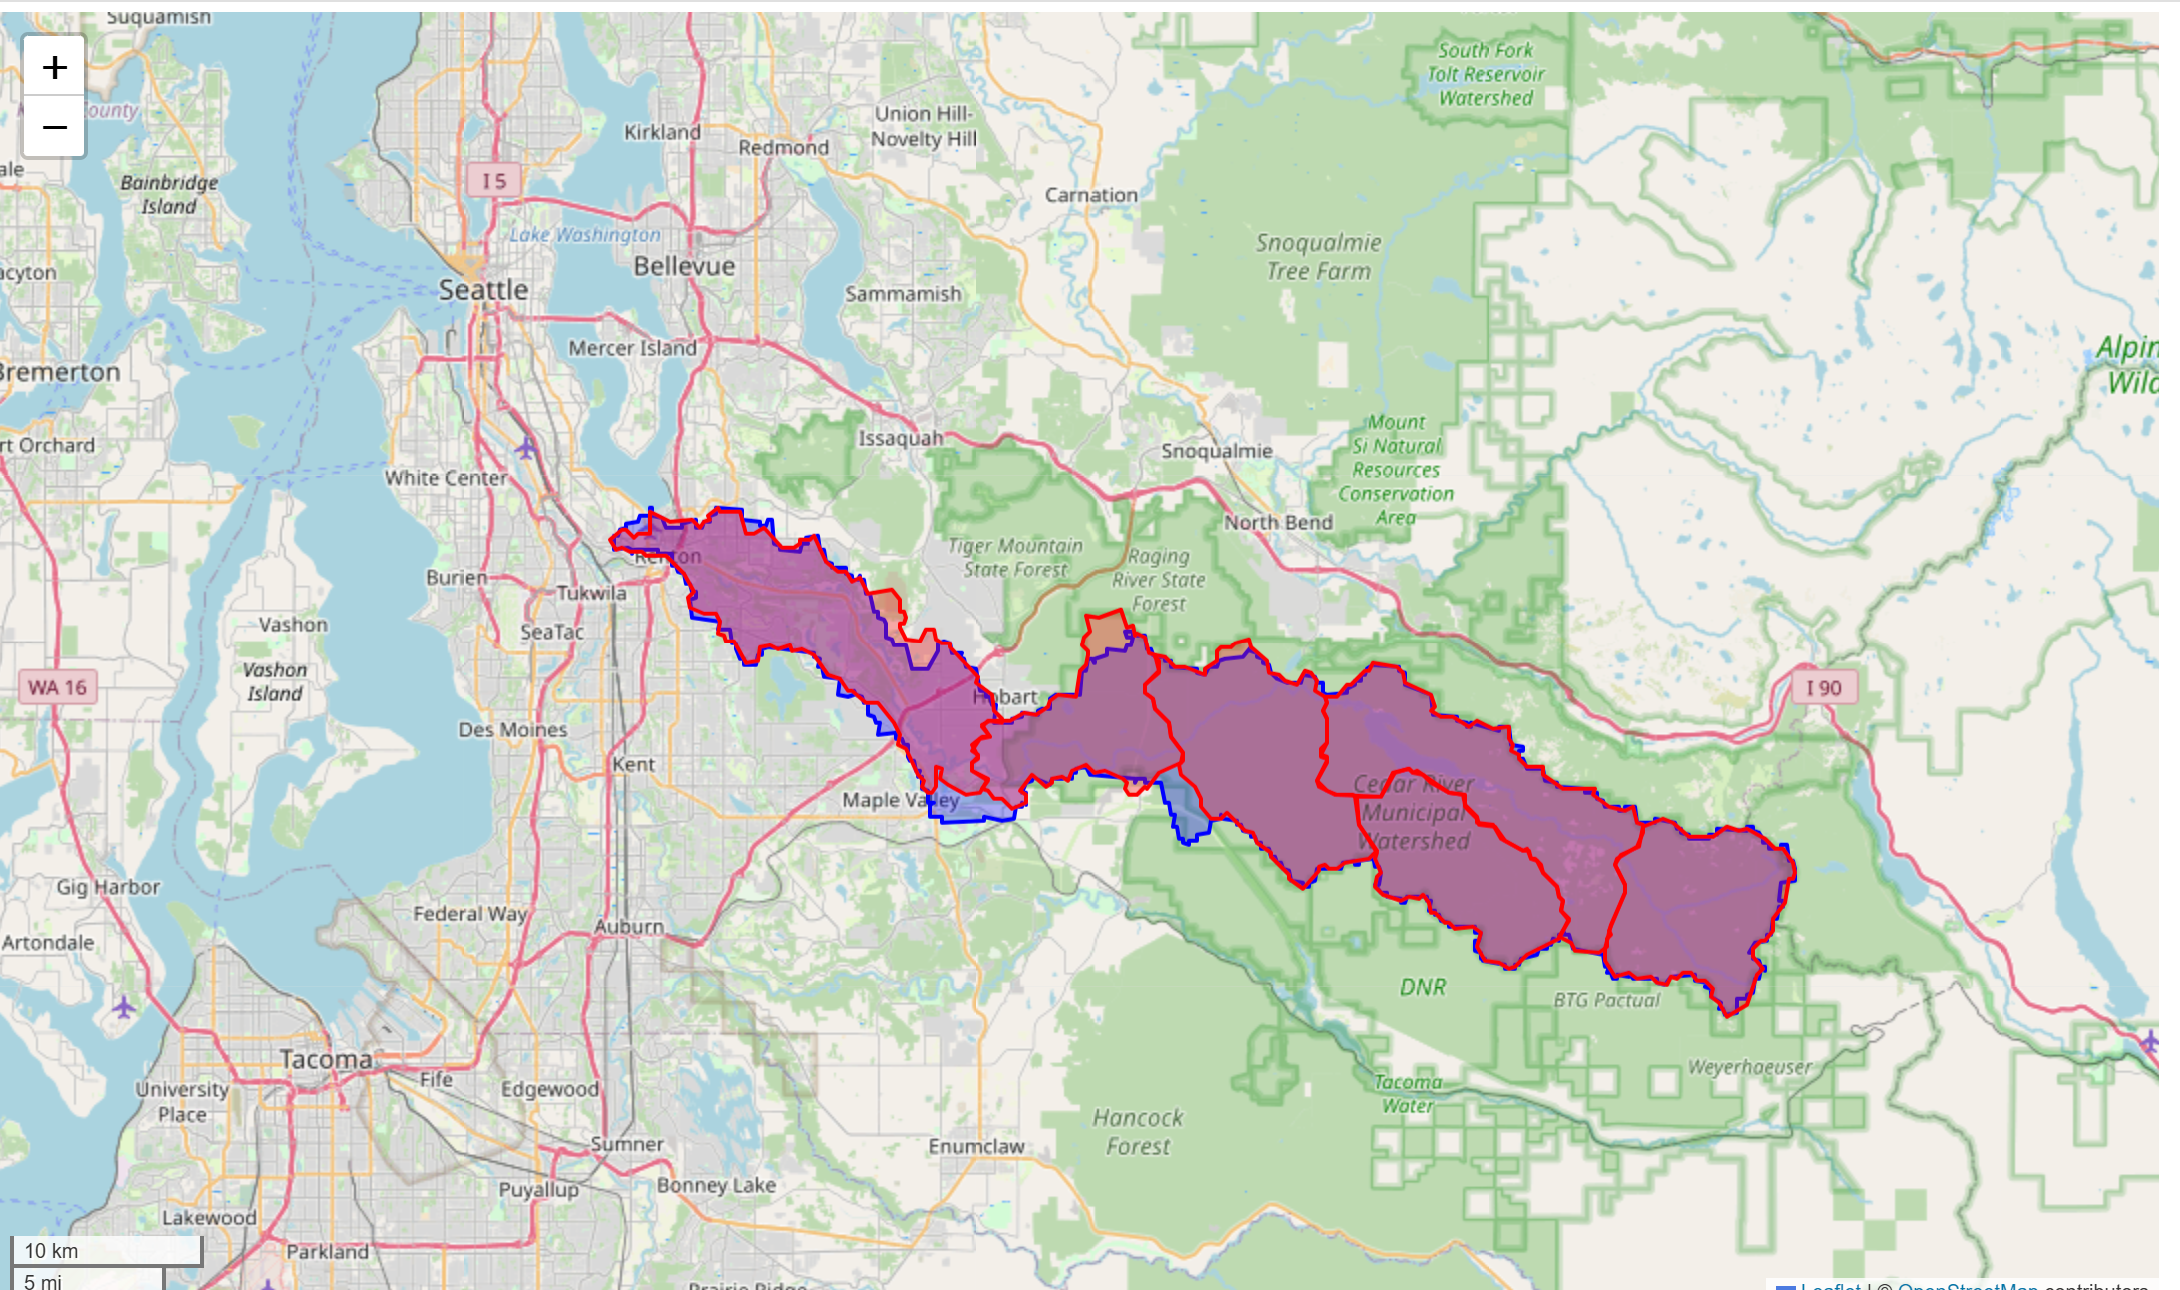 Suquamish
+
−
ounty
Kirkland
Redmond
Union Hill-
Novelty Hill
South Fork
Tolt Reservoir
Watershed
ale
I 5
Bainbridge
Island
Carnation
Lake Washington
Bellevue
Snoqualmie
Tree Farm
acyton
Seattle
Sammamish
Mercer Island
Alpin
Wild
Bremerton
rt Orchard
Issaquah
Snoqualmie
Mount
Si Natural
Resources
Conservation
Area
White Center
North Bend
Renton
Tiger Mountain
State Forest
Raging
River State
Forest
Burien
Tukwila
Vashon
SeaTac
Vashon
Island
WA 16
Hobart
I 90
Des Moines
Kent
Maple Valley
Cedar River
Municipal
Watershed
Gig Harbor
Federal Way
Auburn
Artondale
DNR
BTG Pactual
Tacoma
Weyerhaeuser
University
Place
Fife
Edgewood
Tacoma
Water
Hancock
Forest
Sumner
Enumclaw
Puyallup
Bonney Lake
Lakewood
Parkland
10 km
5 mi
Prairie Ridge
Leaflet | © OpenStreetMap contributors